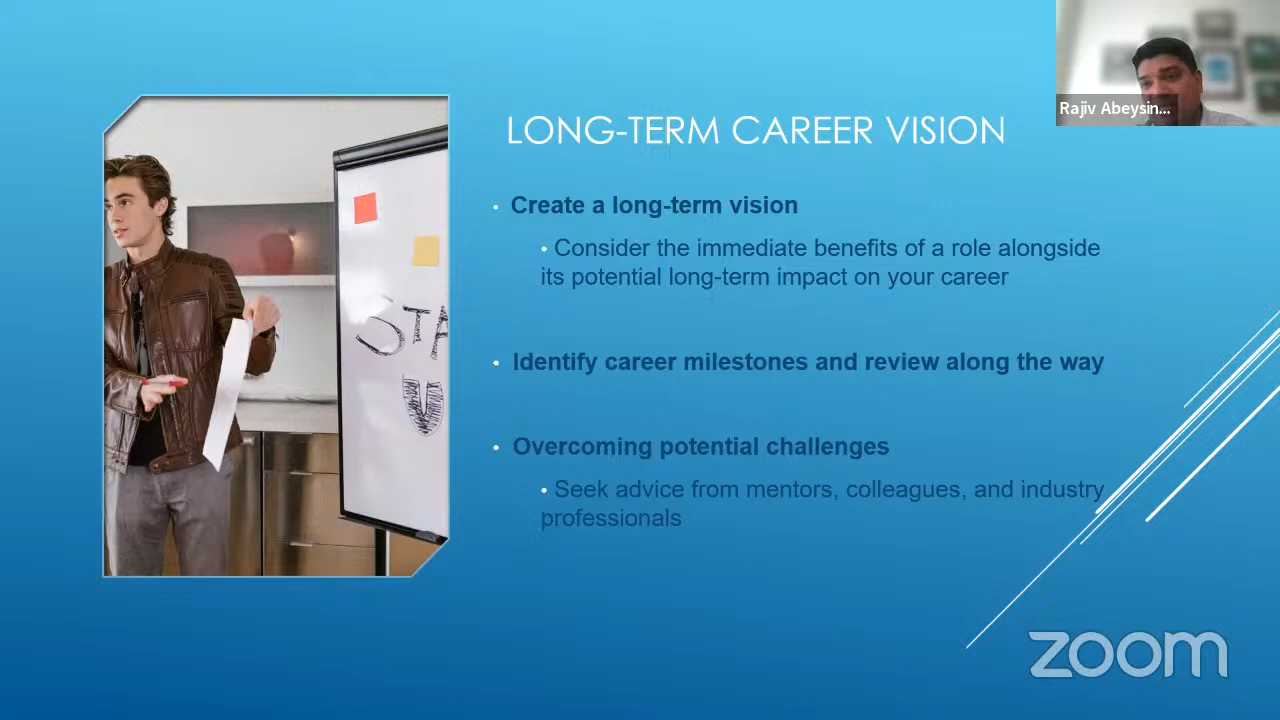 Rajiv Abeysin...
LONG-TERM CAREER VISION
• Create a long-term vision
• Consider the immediate benefits of a role alongside
its potential long-term impact on your career
• Identify career milestones and review along the way
• Overcoming potential challenges
• Seek advice from mentors, colleagues, and industry
professionals
STA
zoom